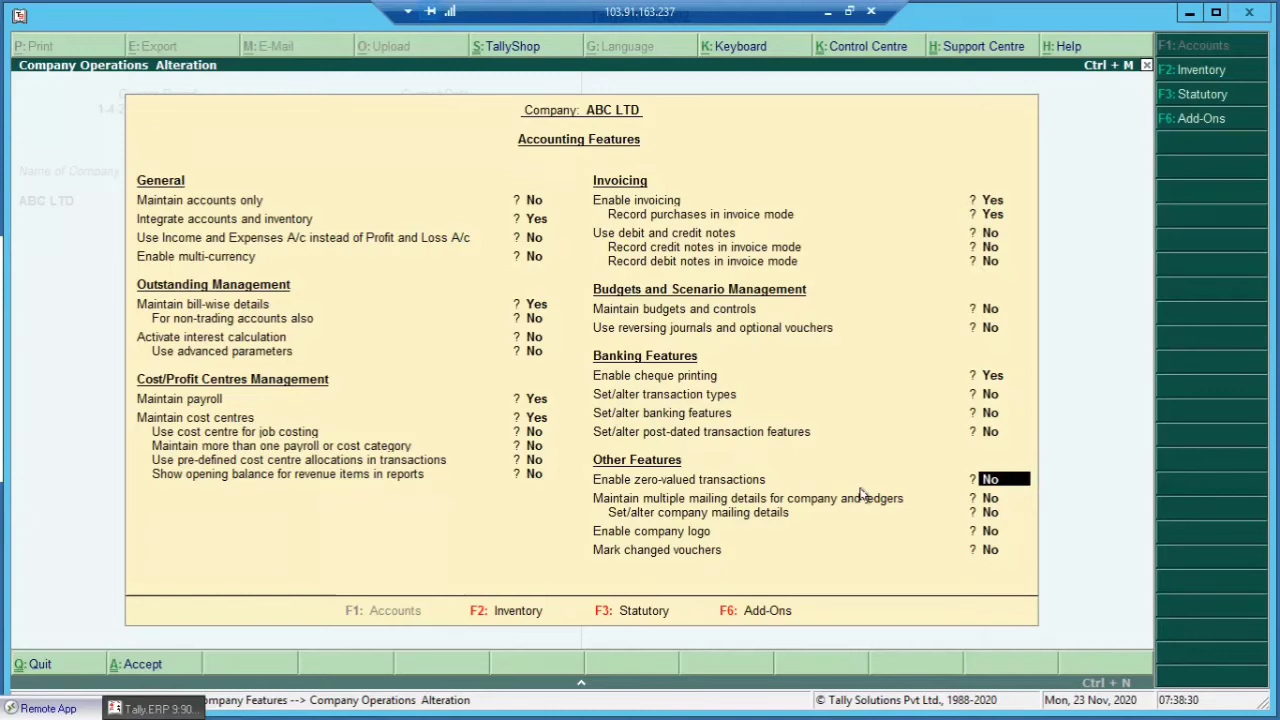 103.91.163.237
P: Print E: Export M: E-Mail O: Upload S: TallyShop G: Language K: Keyboard K: Control Centre H: Support Centre H: Help
F1: Accounts
F2: Inventory
F3: Statutory
F6: Add-Ons
Company Operations Alteration Ctrl + M
Name of Company
ABC LTD
Company: ABC LTD
Accounting Features
General
Maintain accounts only ? No
Integrate accounts and inventory ? Yes
Use Income and Expenses A/c instead of Profit and Loss A/c ? No
Enable multi-currency ? No
Outstanding Management
Maintain bill-wise details ? Yes
For non-trading accounts also ? No
Activate interest calculation ? No
Use advanced parameters ? No
Cost/Profit Centres Management
Maintain payroll ? Yes
Maintain cost centres ? Yes
Use cost centre for job costing ? No
Maintain more than one payroll or cost category ? No
Use pre-defined cost centre allocations in transactions ? No
Show opening balance for revenue items in reports ? No
Invoicing
Enable invoicing ? Yes
Record purchases in invoice mode ? Yes
Use debit and credit notes ? No
Record credit notes in invoice mode ? No
Record debit notes in invoice mode ? No
Budgets and Scenario Management
Maintain budgets and controls ? No
Use reversing journals and optional vouchers ? No
Banking Features
Enable cheque printing ? Yes
Set/alter transaction types ? No
Set/alter banking features ? No
Set/alter post-dated transaction features ? No
Other Features
Enable zero-valued transactions ? No
Maintain multiple mailing details for company and ledgers ? No
Set/alter company mailing details ? No
Enable company logo ? No
Mark changed vouchers ? No
F1: Accounts F2: Inventory F3: Statutory F6: Add-Ons
Q: Quit A: Accept
Ctrl + N
ompany Features --> Company Operations Alteration © Tally Solutions Pvt Ltd., 1988-2020 Mon, 23 Nov, 2020 07:38:30
Remote App Tally.ERP 9:90...